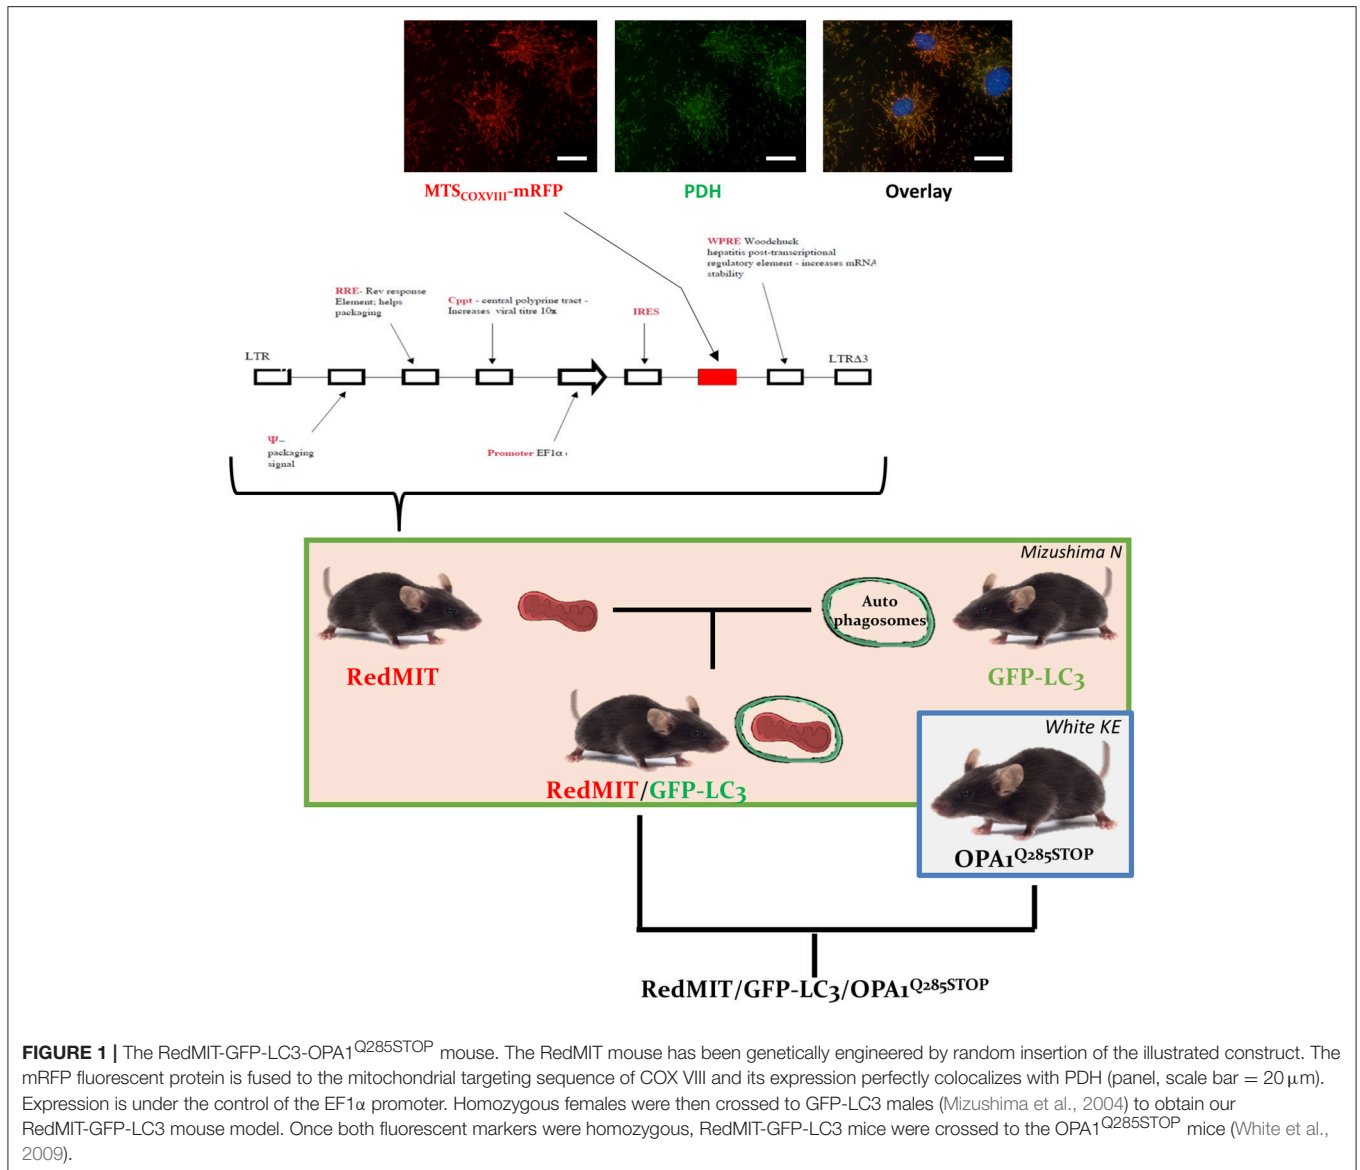 MTSCOXVIII-mRFP
PDH
Overlay
WPRE Woodchuck
hepatitis post-transcriptional
regulatory element - increases mRNA
stability
RRE- Rev response
Element; helps
packaging
Cppt - central polyprine tract -
Increases viral titre 10x
IRES
LTR
LTRΔ3
Ψ–
packaging
signal
Promoter EF1α
Mizushima N
Auto
phagosomes
RedMIT
GFP-LC3
White KE
RedMIT/GFP-LC3
OPA1Q285STOP
RedMIT/GFP-LC3/OPA1Q285STOP
FIGURE 1 | The RedMIT-GFP-LC3-OPA1Q285STOP mouse. The RedMIT mouse has been genetically engineered by random insertion of the illustrated construct. The
mRFP fluorescent protein is fused to the mitochondrial targeting sequence of COX VIII and its expression perfectly colocalizes with PDH (panel, scale bar = 20 μm).
Expression is under the control of the EF1α promoter. Homozygous females were then crossed to GFP-LC3 males (Mizushima et al., 2004) to obtain our
RedMIT-GFP-LC3 mouse model. Once both fluorescent markers were homozygous, RedMIT-GFP-LC3 mice were crossed to the OPA1Q285STOP mice (White et al.,
2009).